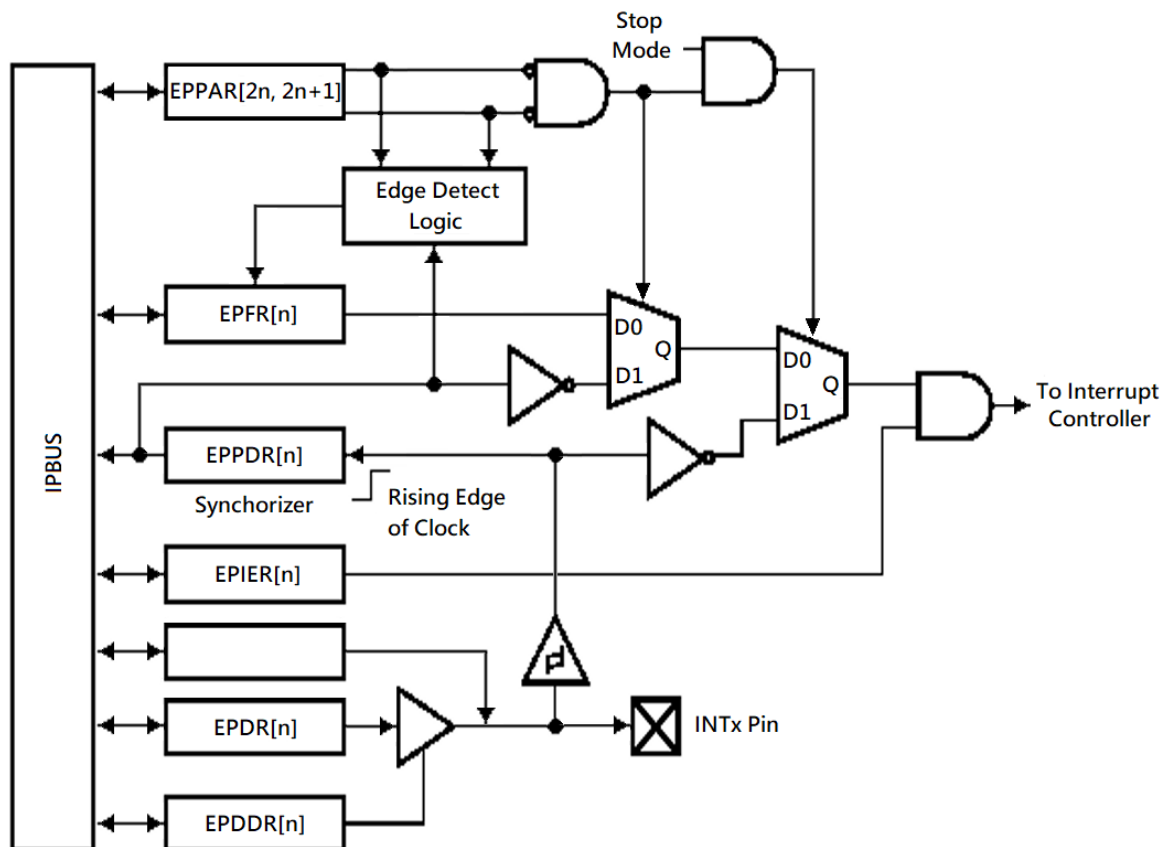 Stop
Mode
EPPAR[2n, 2n+1]
Edge Detect
Logic
EPFR[n]
D0
Q
D1
D0
Q
D1
To Interrupt
Controller
IPBUS
EPPDR[n]
Synchorizer
Rising Edge
of Clock
EPIER[n]
EPDR[n]
INTx Pin
EPDDR[n]